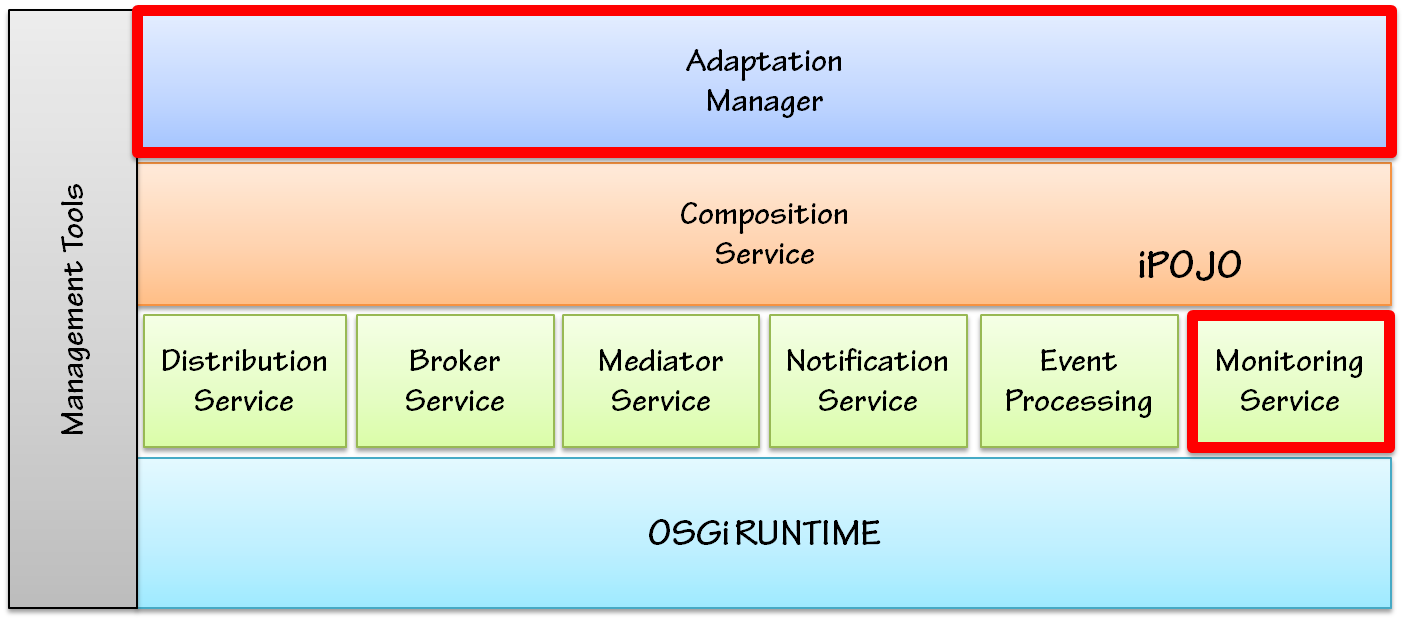 Management Tools
Adaptation
Manager
Composition
Service
iPOJO
Distribution
Service
Broker
Service
Mediator
Service
Notification
Service
Event
Processing
Monitoring
Service
OSGi RUNTIME